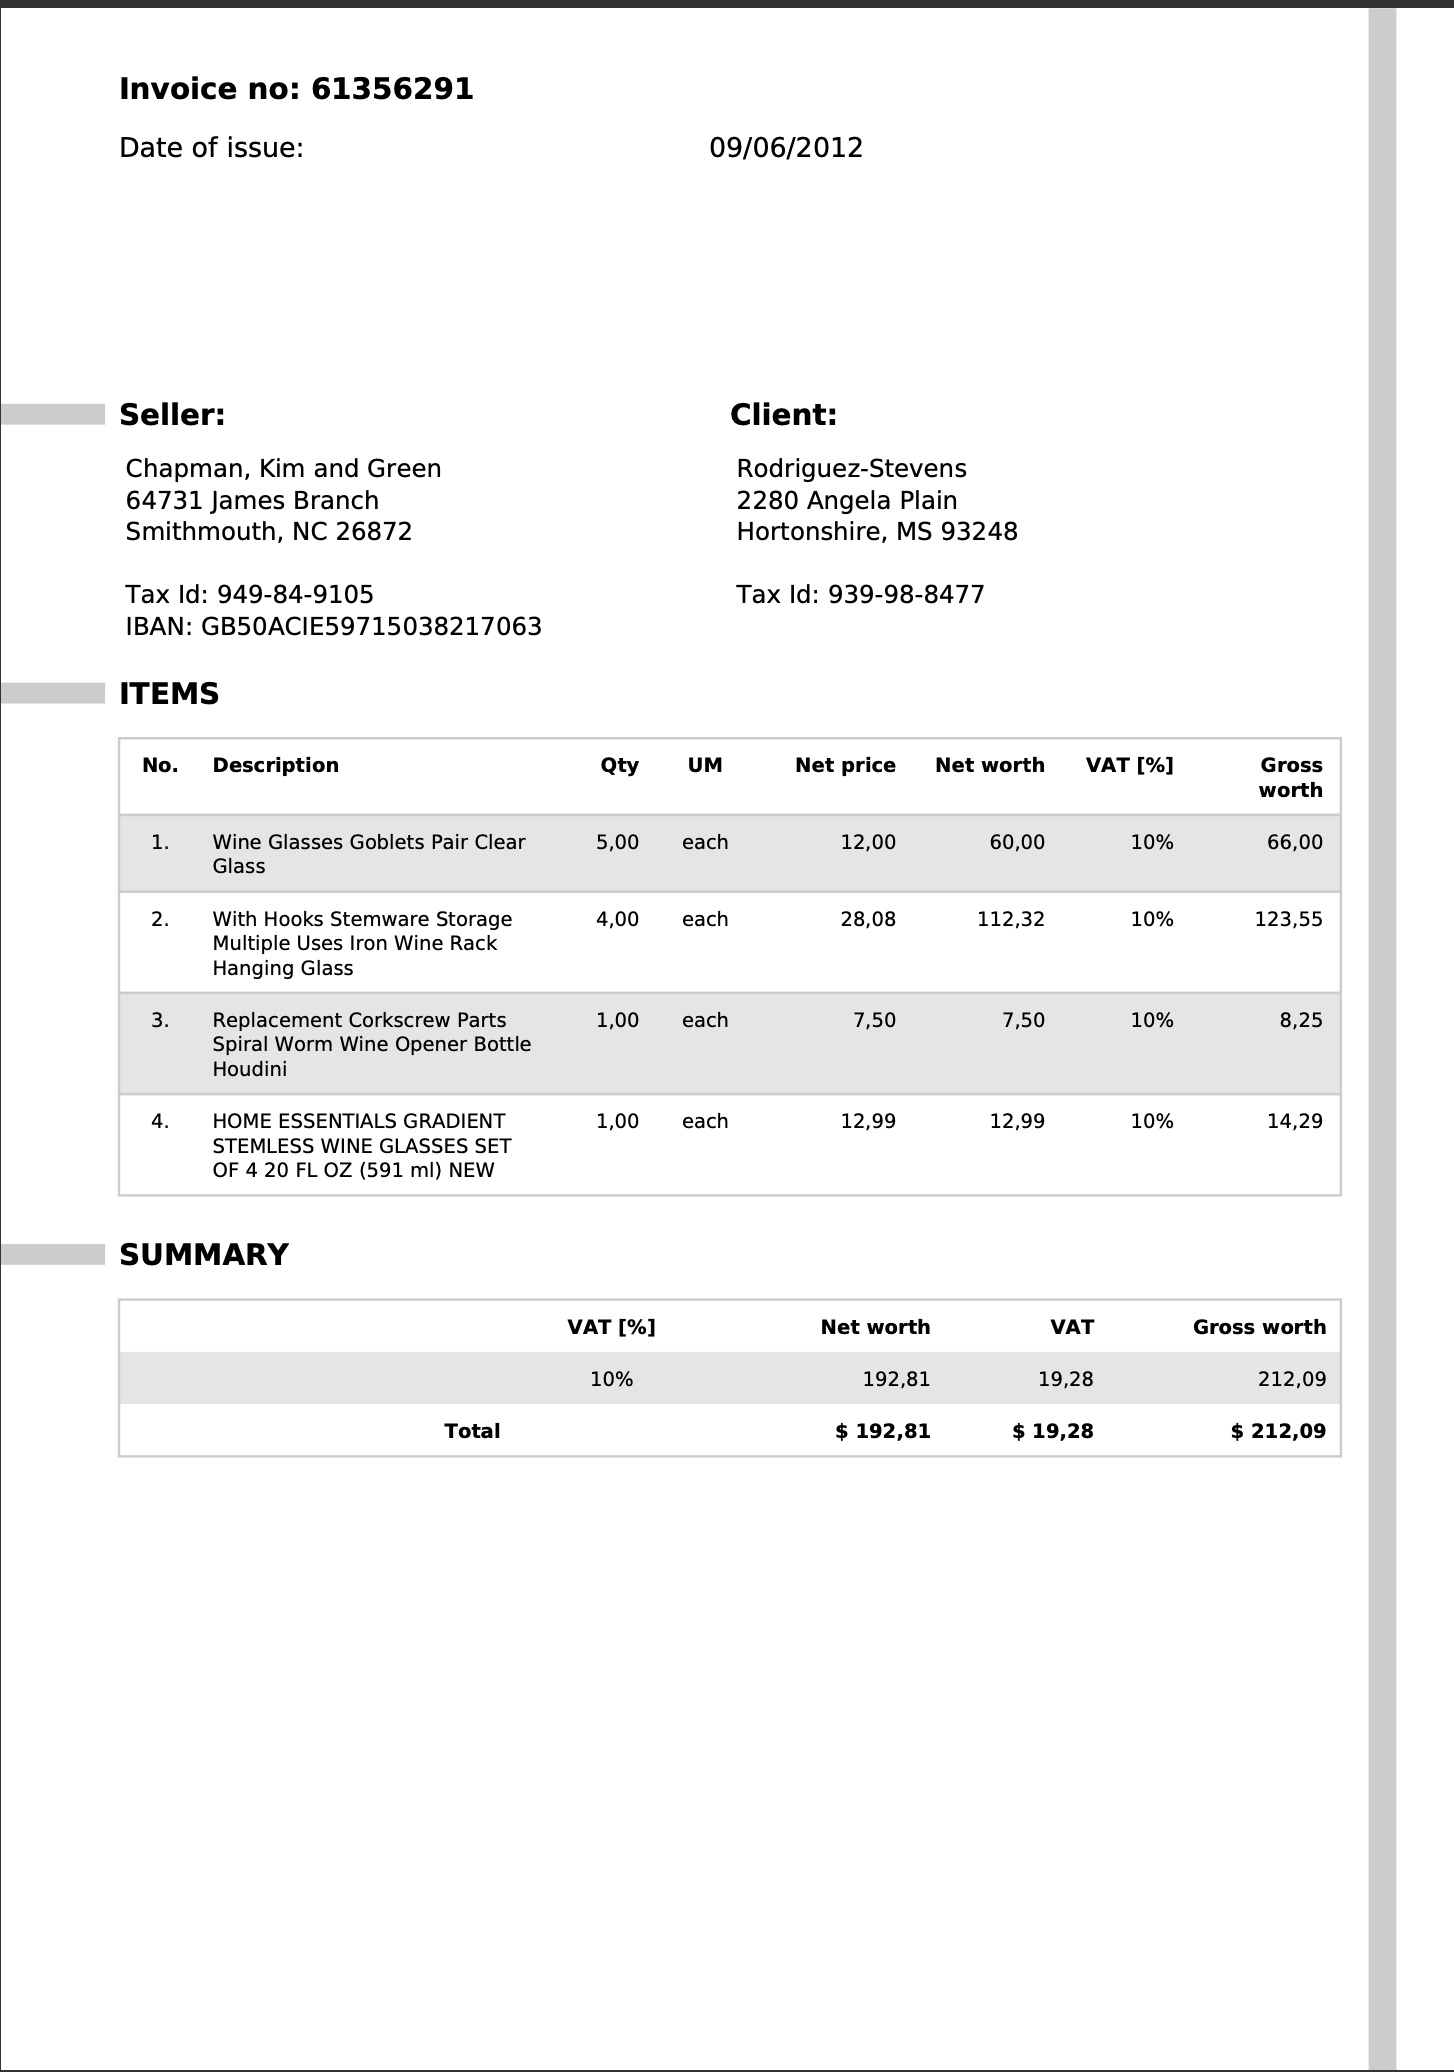 Invoice no: 61356291
Date of issue: 09/06/2012
Seller:
Chapman, Kim and Green
64731 James Branch
Smithmouth, NC 26872
Tax Id: 949-84-9105
IBAN: GB50ACIE59715038217063
Client:
Rodriguez-Stevens
2280 Angela Plain
Hortonshire, MS 93248
Tax Id: 939-98-8477
ITEMS
No. Description Qty UM Net price Net worth VAT [%] Gross
worth
1. Wine Glasses Goblets Pair Clear 5,00 each 12,00 60,00 10% 66,00
Glass
2. With Hooks Stemware Storage 4,00 each 28,08 112,32 10% 123,55
Multiple Uses Iron Wine Rack
Hanging Glass
3. Replacement Corkscrew Parts 1,00 each 7,50 7,50 10% 8,25
Spiral Worm Wine Opener Bottle
Houdini
4. HOME ESSENTIALS GRADIENT 1,00 each 12,99 12,99 10% 14,29
STEMLESS WINE GLASSES SET
OF 4 20 FL OZ (591 ml) NEW
SUMMARY
VAT [%] Net worth VAT Gross worth
10% 192,81 19,28 212,09
Total $ 192,81 $ 19,28 $ 212,09